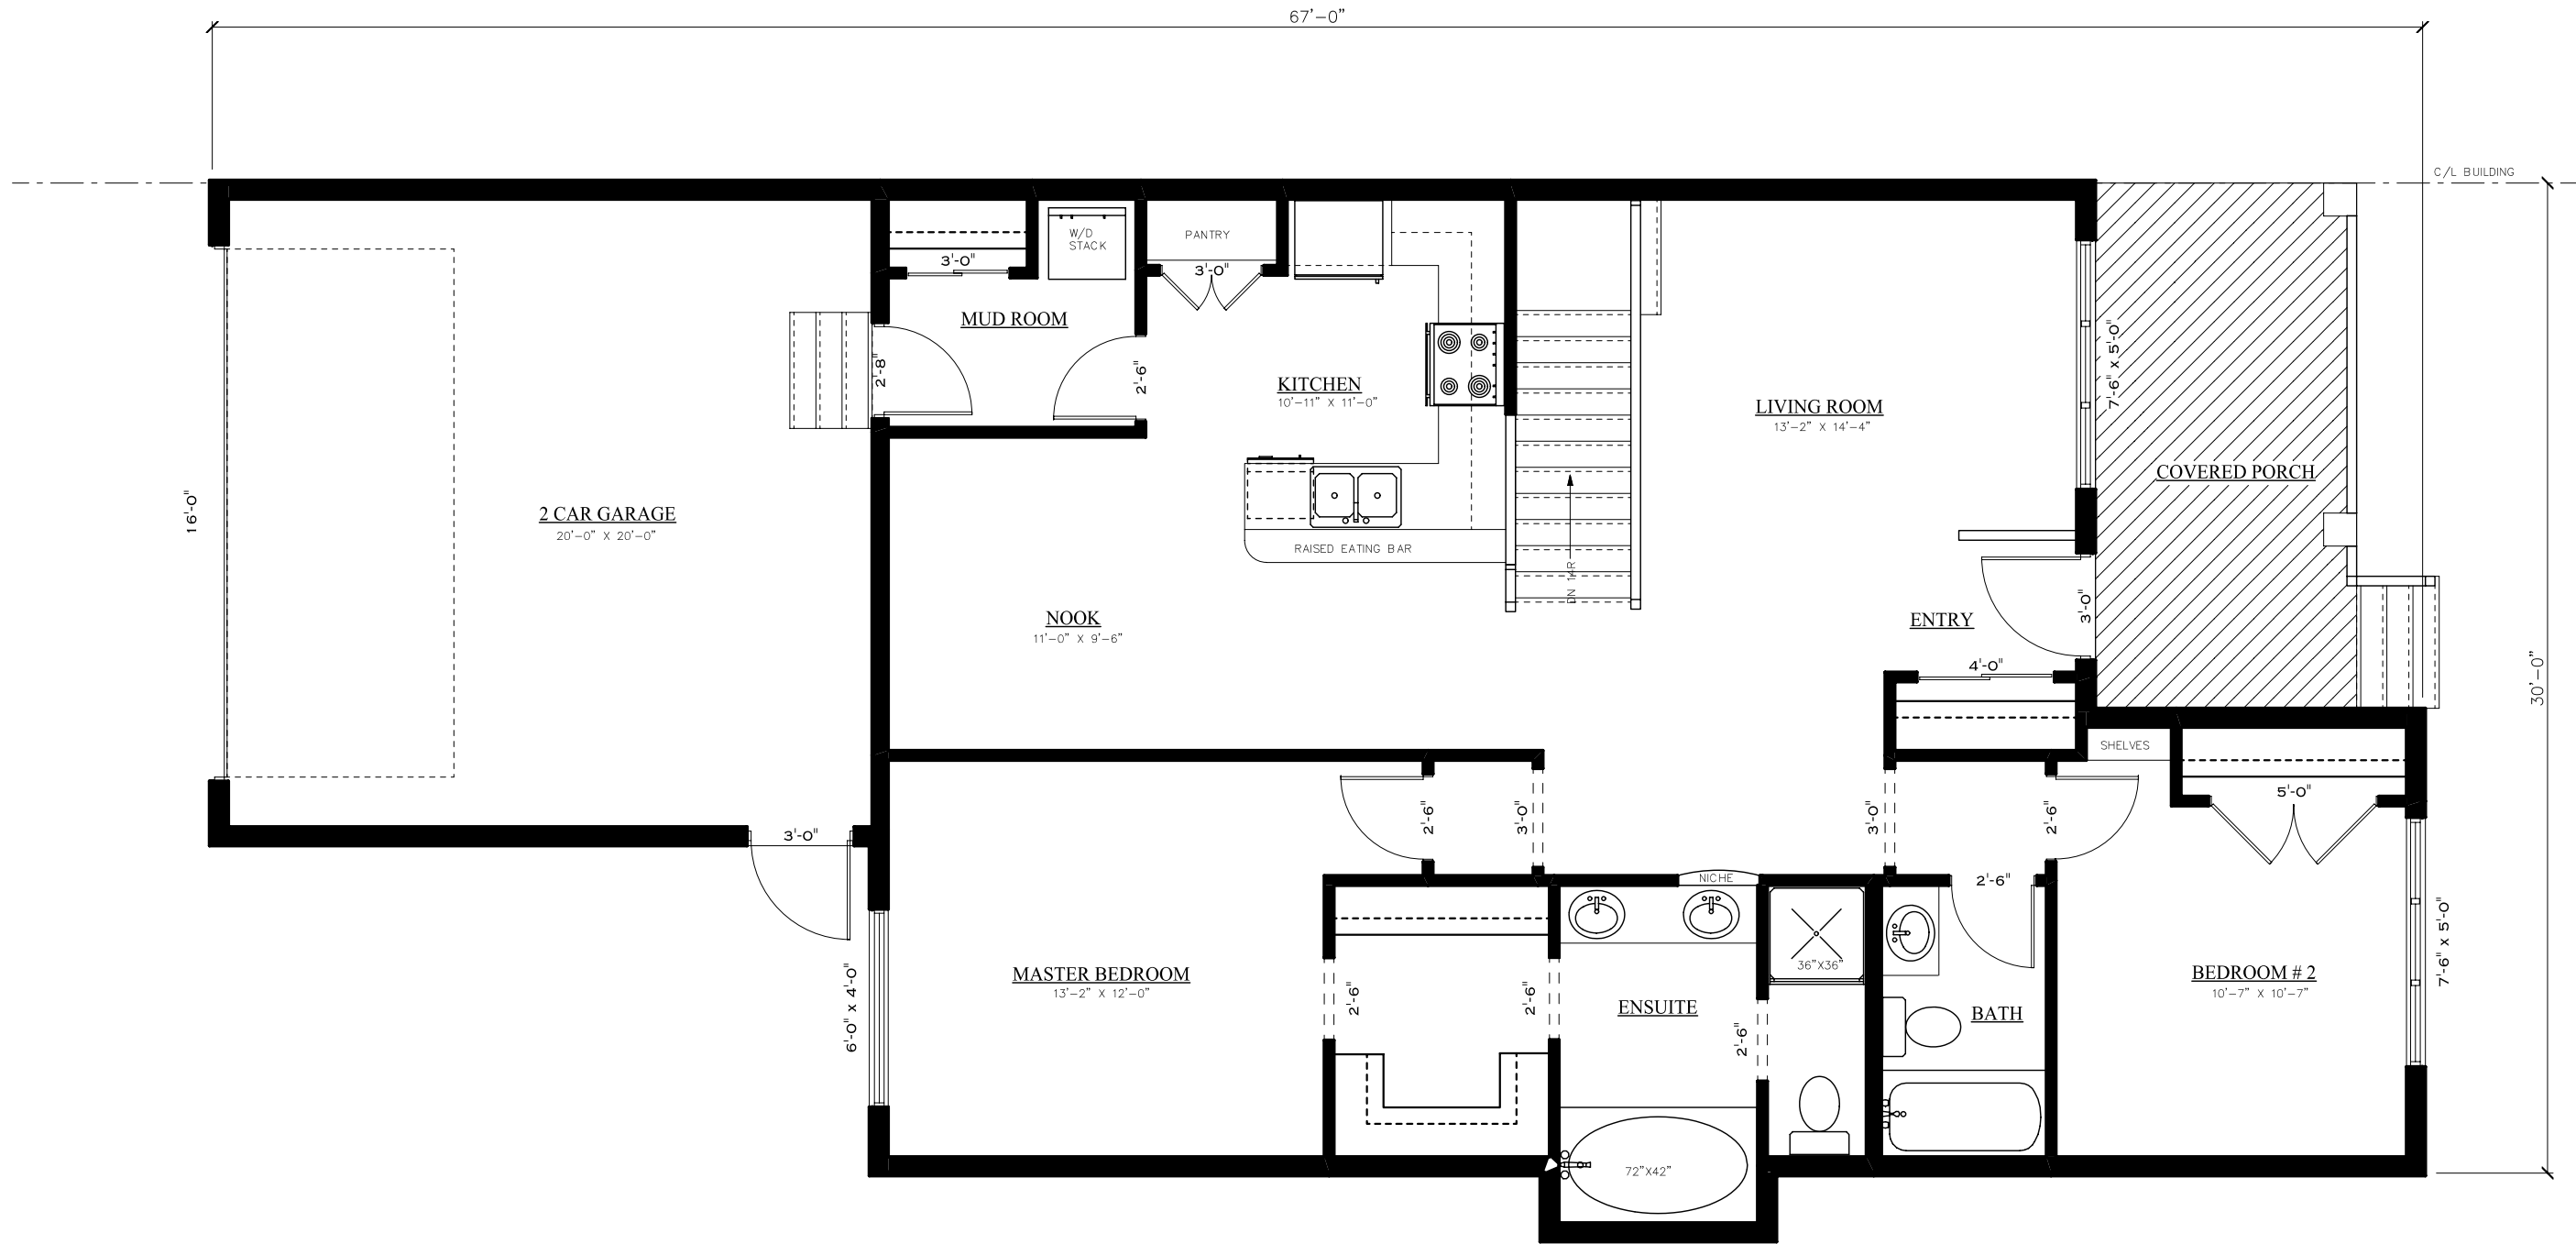 67'-0"
C/L BUILDING
W/D
STACK
PANTRY
3'-0"
3'-0"
MUD ROOM
2'-8"
2'-6"
KITCHEN
10'-11" X 11'-0"
LIVING ROOM
13'-2" X 14'-4"
7'-6" x 5'-0"
COVERED PORCH
16'-0"
2 CAR GARAGE
20'-0" X 20'-0"
RAISED EATING BAR
DN 14R
NOOK
11'-0" X 9'-6"
ENTRY
3'-0"
4'-0"
30'-0"
SHELVES
5'-0"
3'-0"
2'-6"
3'-0"
3'-0"
2'-6"
NICHE
2'-6"
36"X36"
MASTER BEDROOM
13'-2" X 12'-0"
6'-0" x 4'-0"
2'-6"
2'-6"
ENSUITE
2'-6"
BATH
BEDROOM # 2
10'-7" X 10'-7"
7'-6" x 5'-0"
72"X42"